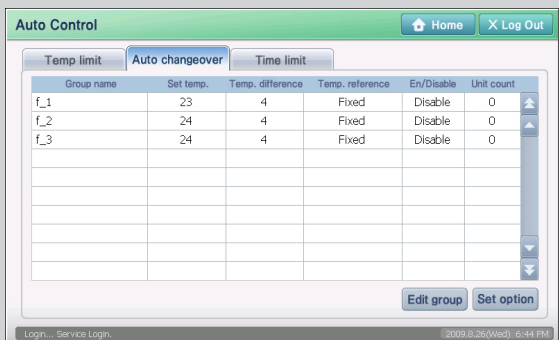 Auto Control
Home
X Log Out
Temp limit
Auto changeover
Time limit
Group name Set temp. Temp. difference Temp. reference En/Disable Unit count
f_1 23 4 Fixed Disable 0
f_2 24 4 Fixed Disable 0
f_3 24 4 Fixed Disable 0
Edit group
Set option
Login... Service Login.
2009.8.26(Wed) 6:44 PM